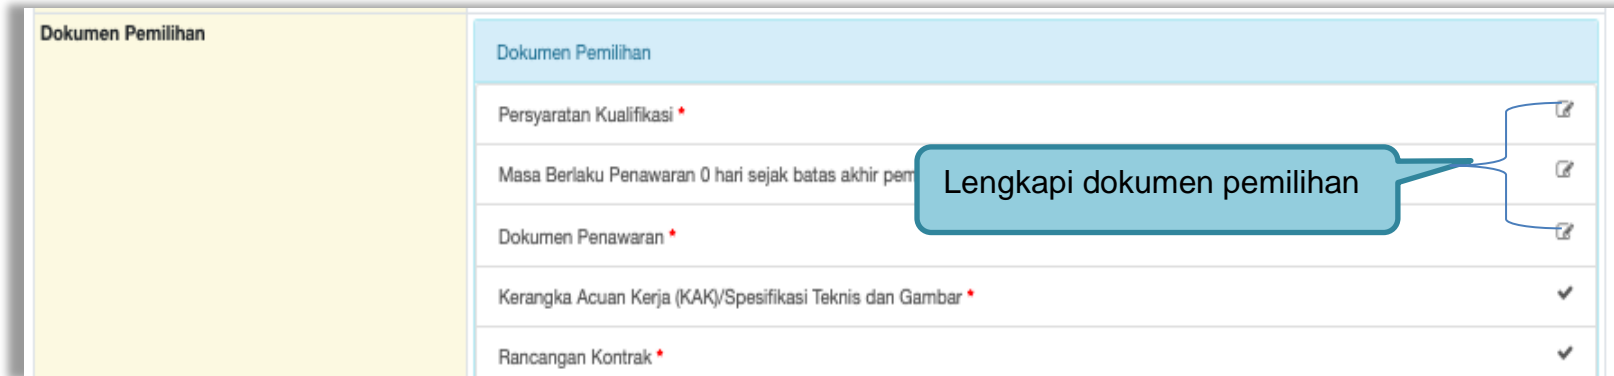 Dokumen Pemilihan
Dokumen Pemilihan
Persyaratan Kualifikasi *
Masa Berlaku Penawaran 0 hari sejak batas akhir pem
Lengkapi dokumen pemilihan
Dokumen Penawaran *
Kerangka Acuan Kerja (KAK)/Spesifikasi Teknis dan Gambar *
Rancangan Kontrak *